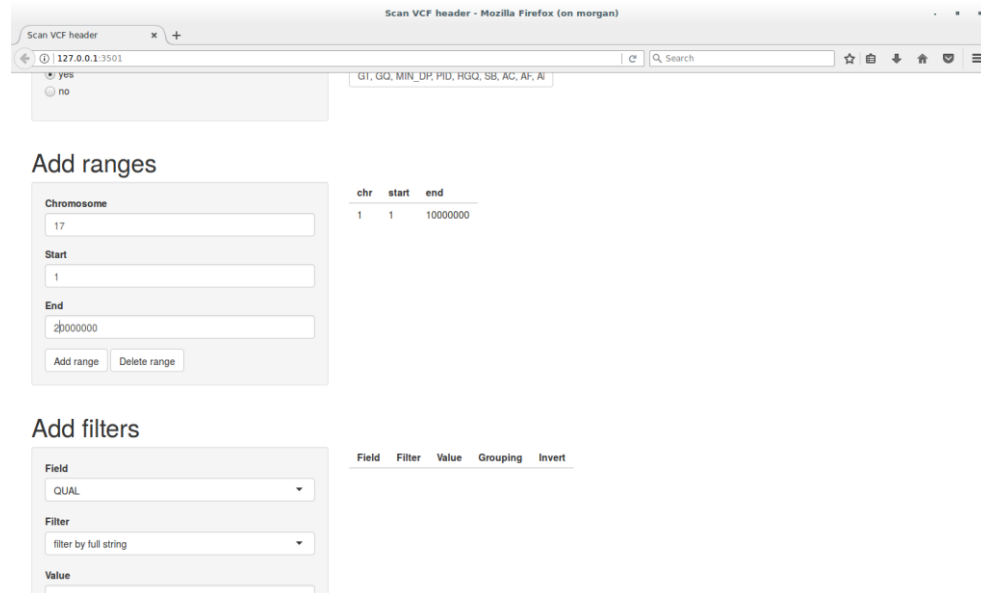 Scan VCF header - Mozilla Firefox (on morgan)
Scan VCF header × +
127.0.0.1:3501 Search
yes GT, GQ, MIN_DP, PID, RGQ, SB, AC, AF, Al
no
Add ranges
Chromosome
17
Start
1
End
20000000
Add range Delete range
chr start end
1 1 10000000
Add filters
Field
QUAL
Filter
filter by full string
Value
Field Filter Value Grouping Invert